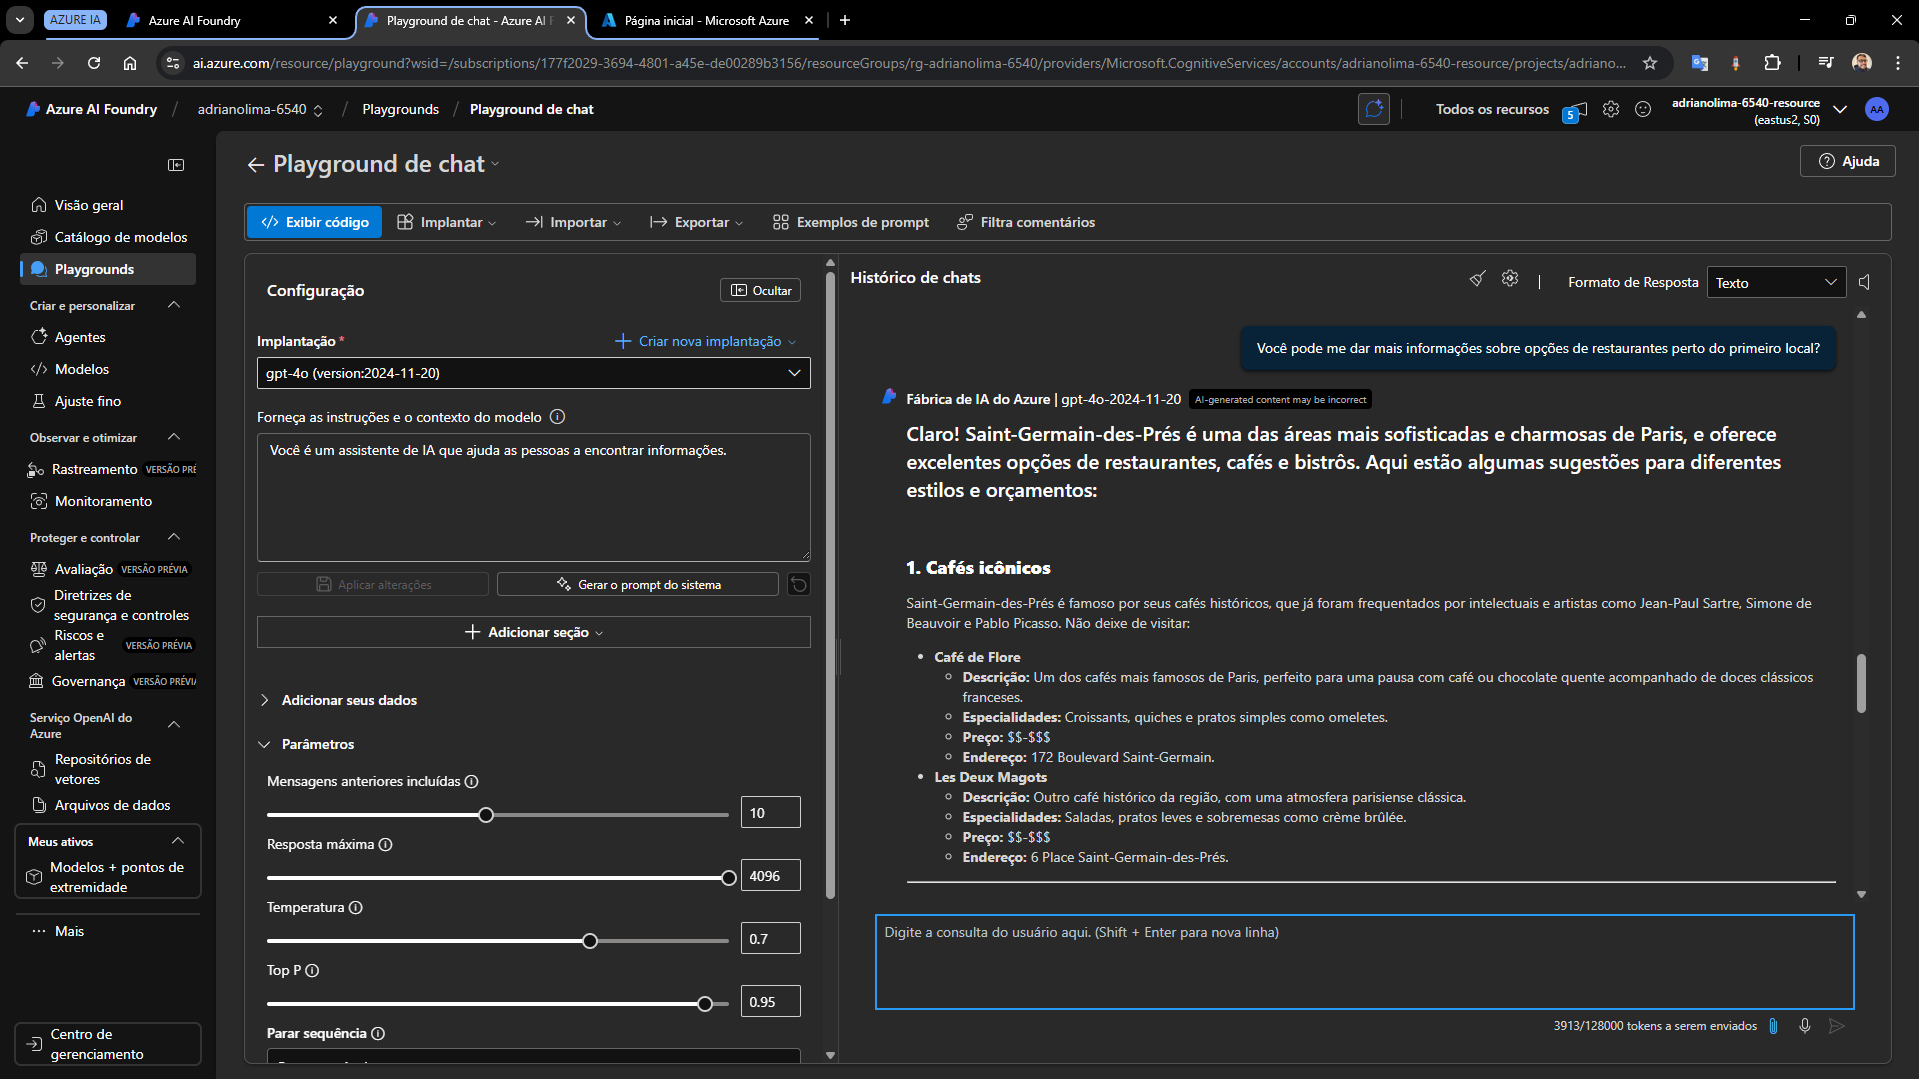 AZURE IA
Azure AI Foundry
Playground de chat - Azure AI F
Página inicial - Microsoft Azure
ai.azure.com/resource/playground?wsid=/subscriptions/177f2029-3694-4801-a45e-de00289b3156/resourceGroups/rg-adrianolima-6540/providers/Microsoft.CognitiveServices/accounts/adrianolima-6540-resource/projects/adriano...
Azure AI Foundry
/
adrianolima-6540
/
Playgrounds
/
Playground de chat
Todos os recursos
5
adrianolima-6540-resource
(eastus2, S0)
AA
Playground de chat
Ajuda
Visão geral
Catálogo de modelos
Playgrounds
Criar e personalizar
Agentes
Modelos
Ajuste fino
Observar e otimizar
Rastreamento VERSÃO PRÉ
Monitoramento
Proteger e controlar
Avaliação VERSÃO PRÉVIA
Diretrizes de
segurança e controles
Riscos e
alertas VERSÃO PRÉVIA
Governança VERSÃO PRÉVIA
Serviço OpenAI do
Azure
Repositórios de
vetores
Arquivos de dados
Meus ativos
Modelos + pontos de
extremidade
Mais
Centro de
gerenciamento
Exibir código
Implantar
Importar
Exportar
Exemplos de prompt
Filtra comentários
Configuração
Ocultar
Implantação *
Criar nova implantação
gpt-4o (version:2024-11-20)
Forneça as instruções e o contexto do modelo
Você é um assistente de IA que ajuda as pessoas a encontrar informações.
Aplicar alterações
Gerar o prompt do sistema
Adicionar seção
Adicionar seus dados
Parâmetros
Mensagens anteriores incluídas
10
Resposta máxima
4096
Temperatura
0.7
Top P
0.95
Parar sequência
Histórico de chats
Formato de Resposta
Texto
Você pode me dar mais informações sobre opções de restaurantes perto do primeiro local?
Fábrica de IA do Azure | gpt-4o-2024-11-20 AI-generated content may be incorrect
Claro! Saint-Germain-des-Prés é uma das áreas mais sofisticadas e charmosas de Paris, e oferece
excelentes opções de restaurantes, cafés e bistrôs. Aqui estão algumas sugestões para diferentes
estilos e orçamentos:
1. Cafés icônicos
Saint-Germain-des-Prés é famoso por seus cafés históricos, que já foram frequentados por intelectuais e artistas como Jean-Paul Sartre, Simone de
Beauvoir e Pablo Picasso. Não deixe de visitar:
• Café de Flore
Descrição: Um dos cafés mais famosos de Paris, perfeito para uma pausa com café ou chocolate quente acompanhado de doces clássicos
franceses.
Especialidades: Croissants, quiches e pratos simples como omeletes.
Preço: $$-$$$
Endereço: 172 Boulevard Saint-Germain.
• Les Deux Magots
Descrição: Outro café histórico da região, com uma atmosfera parisiense clássica.
Especialidades: Saladas, pratos leves e sobremesas como crème brûlée.
Preço: $$-$$$
Endereço: 6 Place Saint-Germain-des-Prés.
Digite a consulta do usuário aqui. (Shift + Enter para nova linha)
3913/128000 tokens a serem enviados